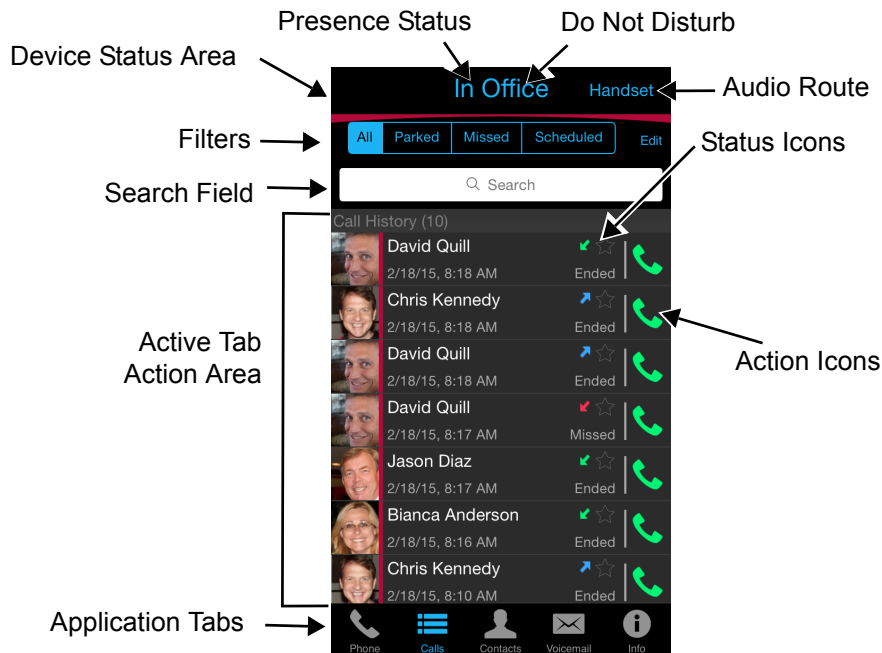 Presence Status
Do Not Disturb
Device Status Area
In Office
Handset
Audio Route
Filters
All
Parked
Missed
Scheduled
Edit
Status Icons
Search Field
Search
Call History (10)
David Quill
2/18/15, 8:18 AM
Ended
Chris Kennedy
2/18/15, 8:18 AM
Ended
Active Tab
Action Area
Action Icons
David Quill
2/18/15, 8:18 AM
Ended
David Quill
2/18/15, 8:17 AM
Missed
Jason Diaz
2/18/15, 8:17 AM
Ended
Bianca Anderson
2/18/15, 8:16 AM
Ended
Chris Kennedy
2/18/15, 8:10 AM
Ended
Application Tabs
Phone
Calls
Contacts
Voicemail
Info